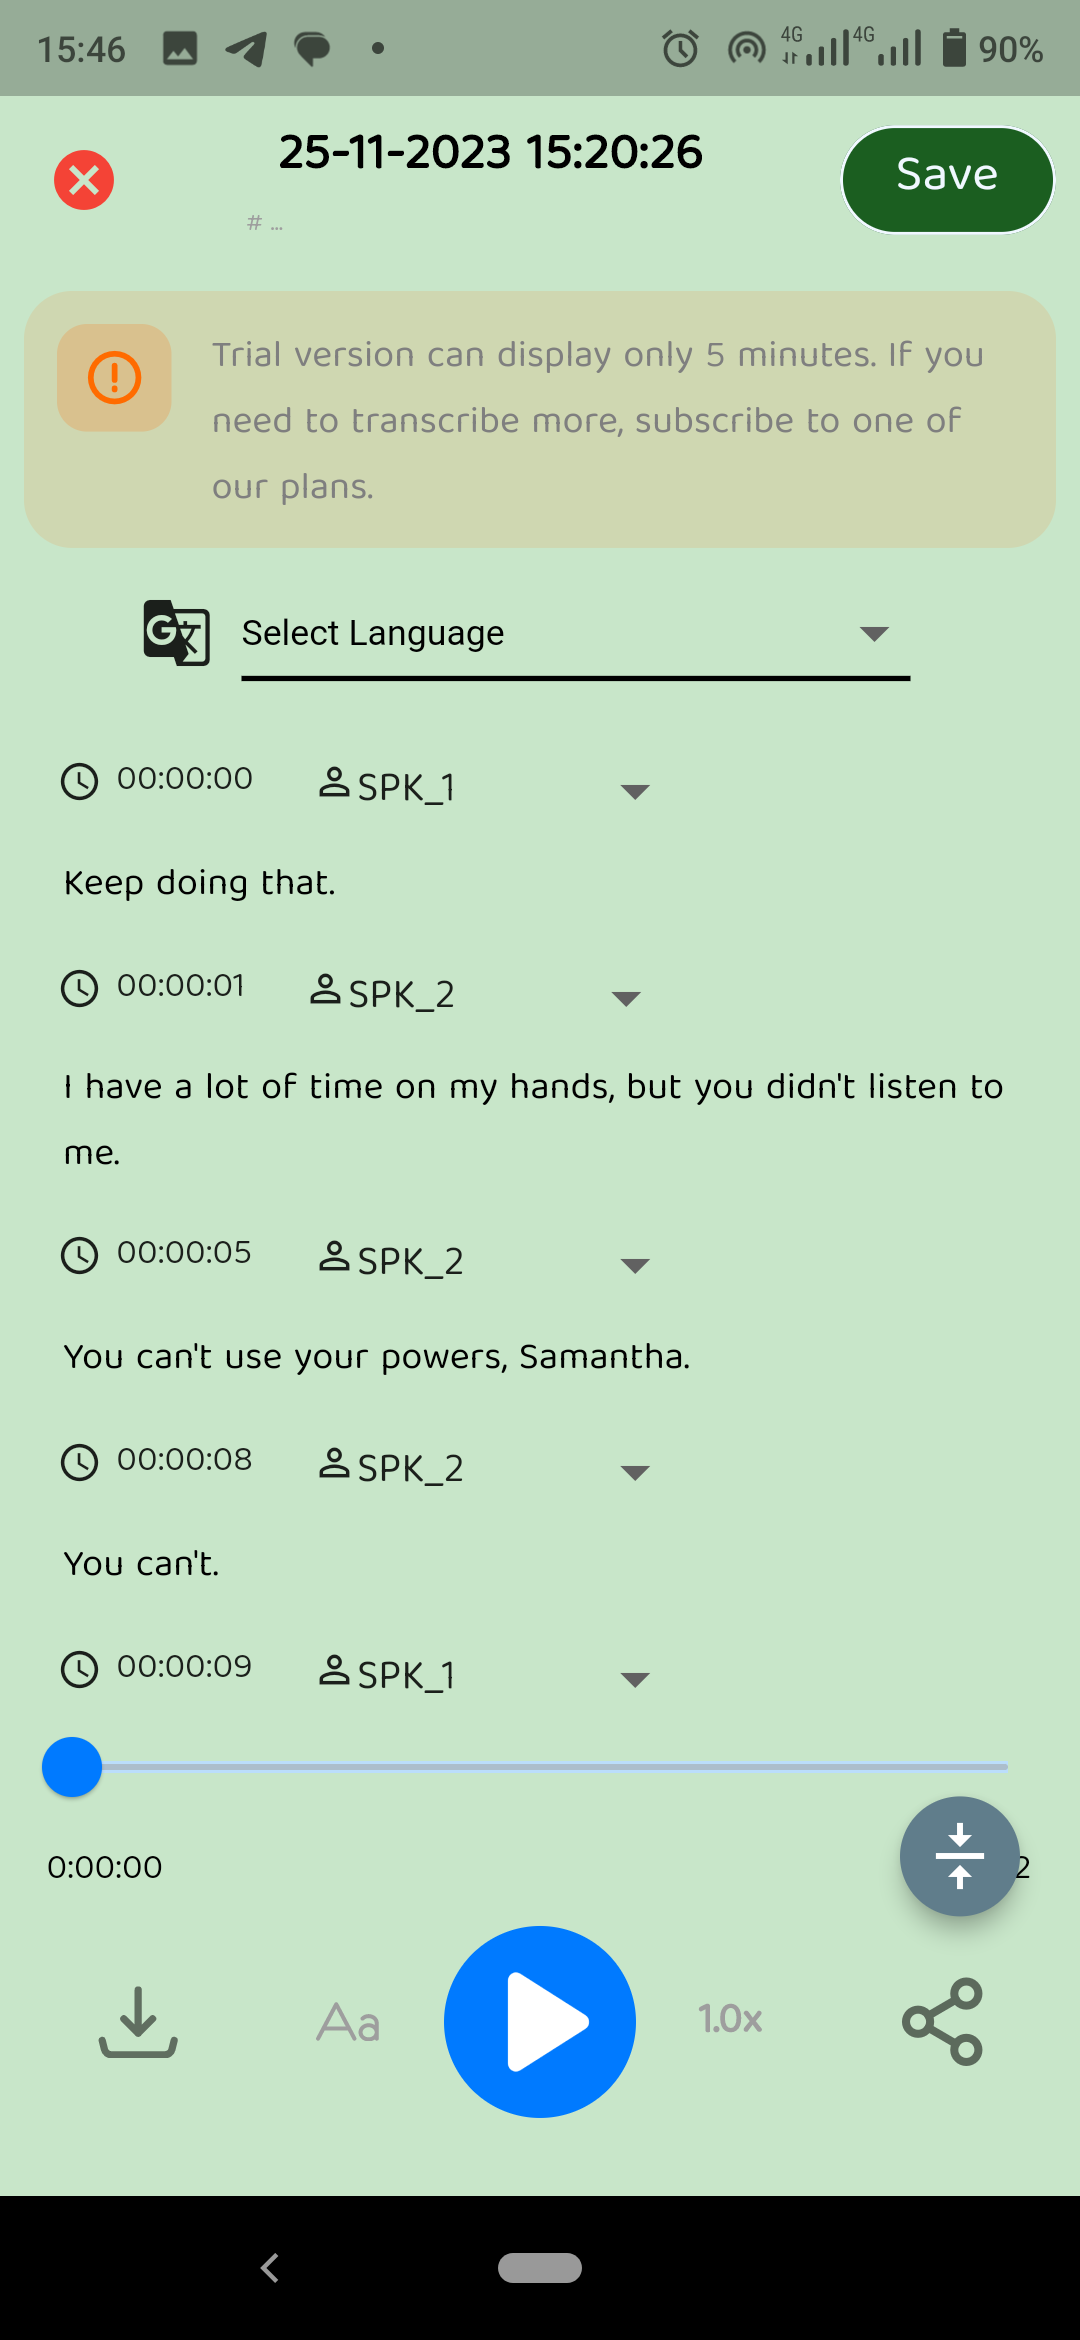 15:46 4G 4G 90%
25-11-2023 15:20:26
Save
# ...
Trial version can display only 5 minutes. If you
need to transcribe more, subscribe to one of
our plans.
Select Language
00:00:00 SPK_1
Keep doing that.
00:00:01 SPK_2
I have a lot of time on my hands, but you didn't listen to
me.
00:00:05 SPK_2
You can't use your powers, Samantha.
00:00:08 SPK_2
You can't.
00:00:09 SPK_1
0:00:00 2
Aa 1.0x